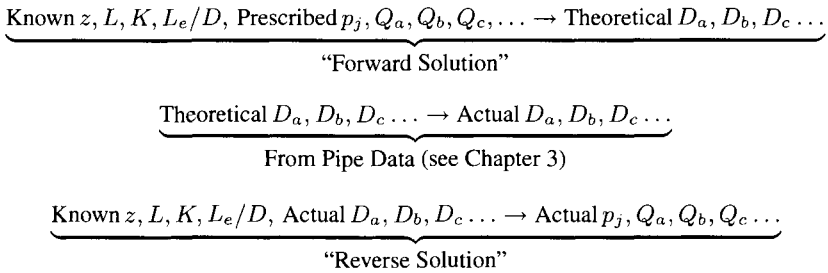 Known z, L, K, L_e/D, Prescribed p_j, Q_a, Q_b, Q_c, … → Theoretical D_a, D_b, D_c …
“Forward Solution”
Theoretical D_a, D_b, D_c … → Actual D_a, D_b, D_c …
From Pipe Data (see Chapter 3)
Known z, L, K, L_e/D, Actual D_a, D_b, D_c … → Actual p_j, Q_a, Q_b, Q_c …
“Reverse Solution”